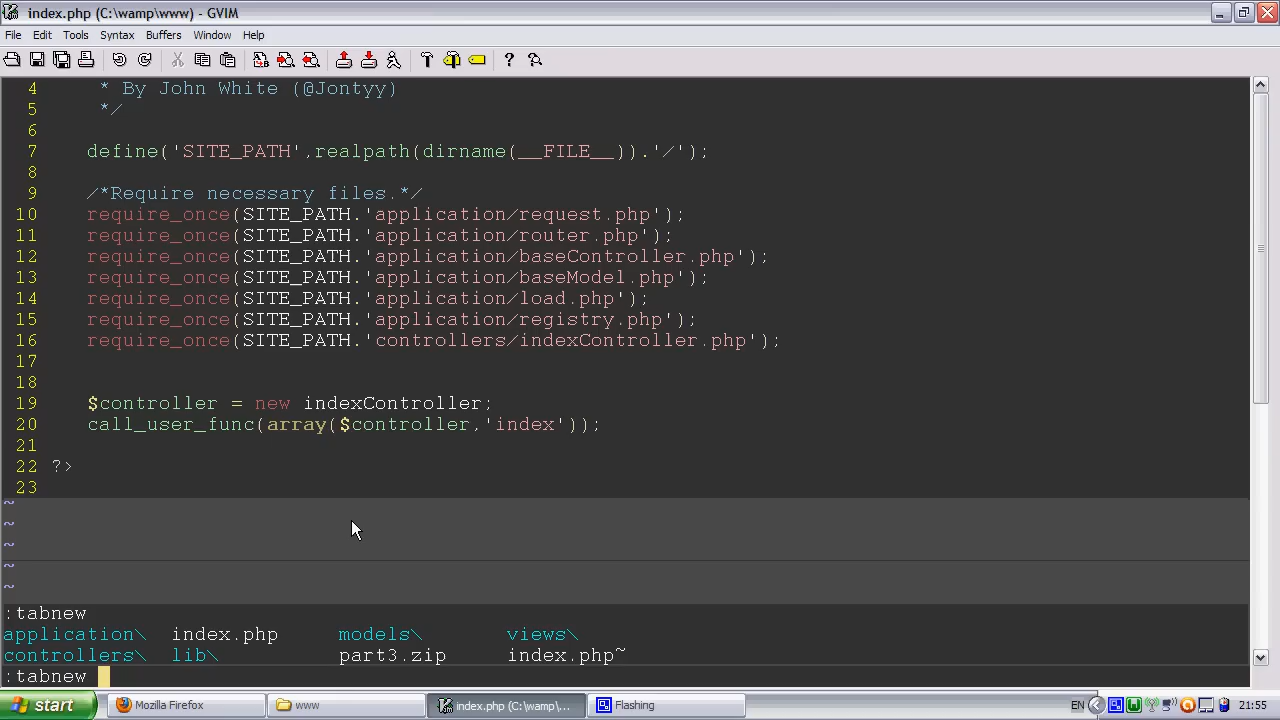 index.php (C:\wamp\www) - GVIM
File Edit Tools Syntax Buffers Window Help
4 * By John White (@Jontyy)
5 */
6
7 define('SITE_PATH',realpath(dirname(__FILE__)).'/');
8
9 /*Require necessary files.*/
10 require_once(SITE_PATH.'application/request.php');
11 require_once(SITE_PATH.'application/router.php');
12 require_once(SITE_PATH.'application/baseController.php');
13 require_once(SITE_PATH.'application/baseModel.php');
14 require_once(SITE_PATH.'application/load.php');
15 require_once(SITE_PATH.'application/registry.php');
16 require_once(SITE_PATH.'controllers/indexController.php');
17
18
19 $controller = new indexController;
20 call_user_func(array($controller,'index'));
21
22 ?>
23
~
~
~
~
~
:tabnew
application\ index.php models\ views\
controllers\ lib\ part3.zip index.php~
:tabnew
start Mozilla Firefox www index.php (C:\wamp\... Flashing EN 21:55